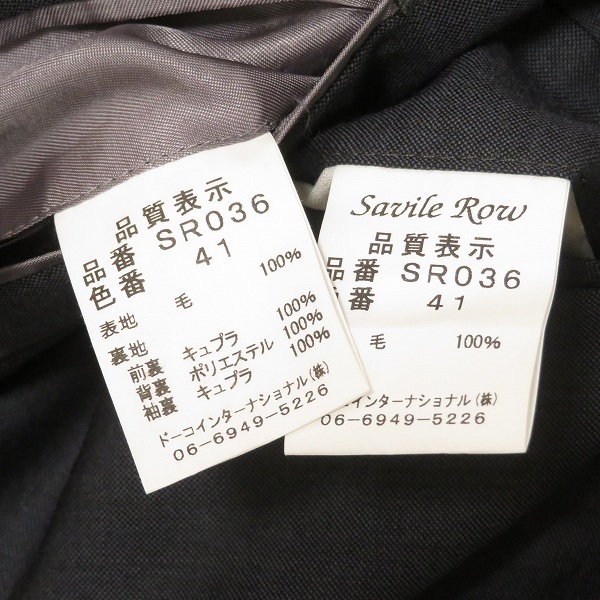 品質表示
品番 SR036
色番 41
表地 毛 100%
裏地
前裏 キュプラ 100%
背裏 ポリエステル 100%
袖裏 キュプラ 100%
ドーコインターナショナル(株)
06-6949-5226
Savile Row
品質表示
品番 SR036
色番 41
毛 100%
ーコインターナショナル(株)
06-6949-5226